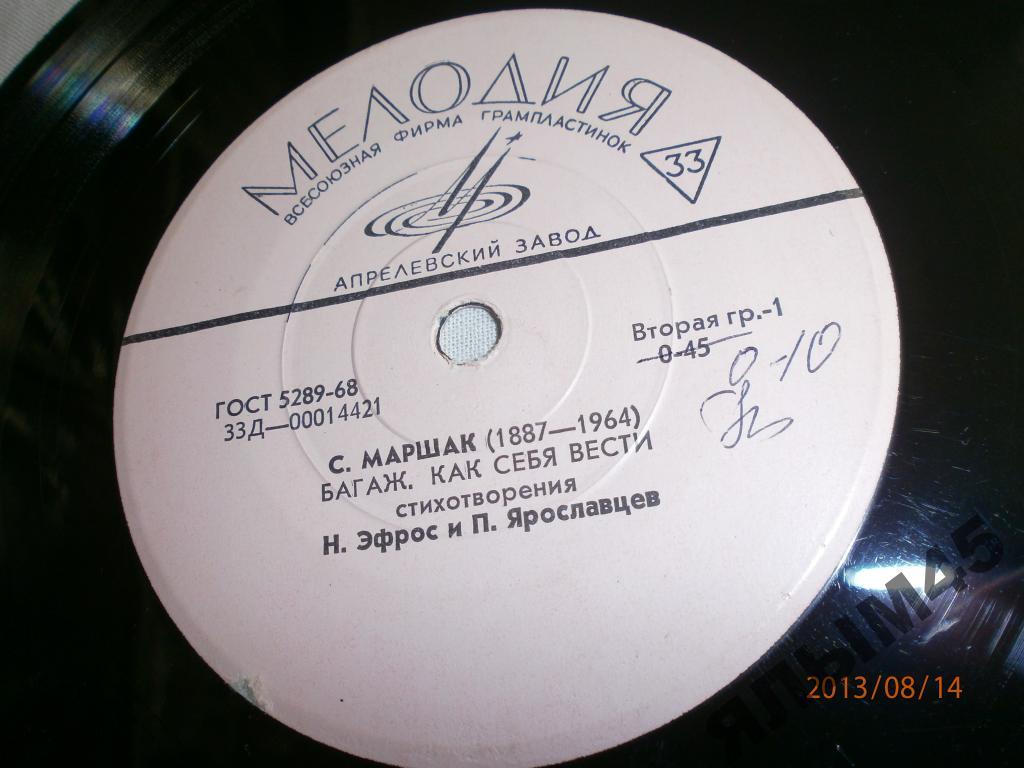 МЕЛОДИЯ
ВСЕСОЮЗНАЯ ФИРМА ГРАМПЛАСТИНОК
33
АПРЕЛЕВСКИЙ ЗАВОД
Вторая гр.-1
0-45
0-10
ГОСТ 5289-68
33Д—00014421
С. МАРШАК (1887—1964)
БАГАЖ. КАК СЕБЯ ВЕСТИ
стихотворения
Н. Эфрос и П. Ярославцев
ЯЛЫМ45
2013/08/14